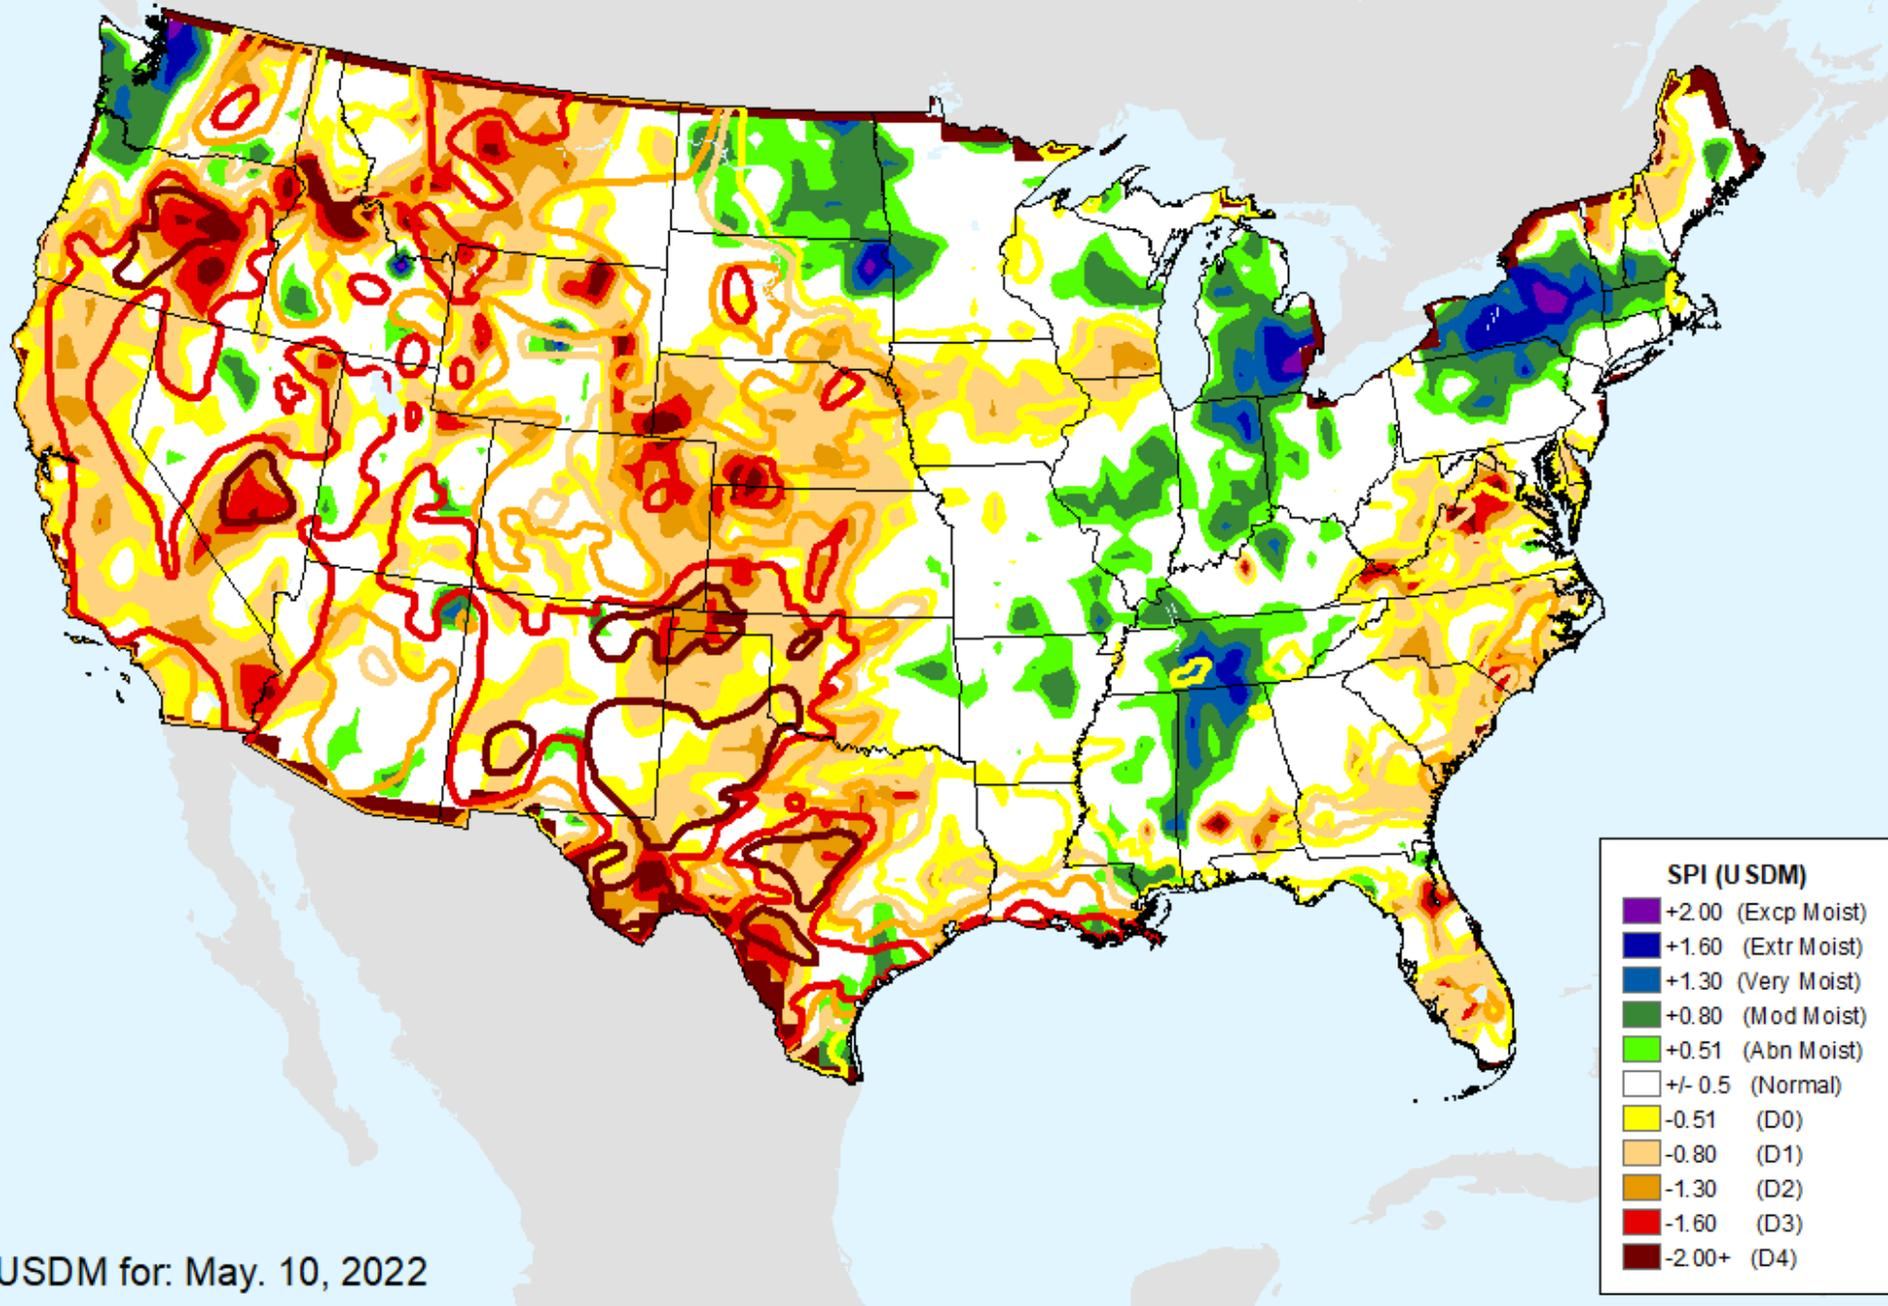 SPI (USDM)
+2.00 (Excp Moist)
+1.60 (Extr Moist)
+1.30 (Very Moist)
+0.80 (Mod Moist)
+0.51 (Abn Moist)
+/- 0.5 (Normal)
-0.51 (D0)
-0.80 (D1)
-1.30 (D2)
-1.60 (D3)
-2.00+ (D4)
USDM for: May. 10, 2022